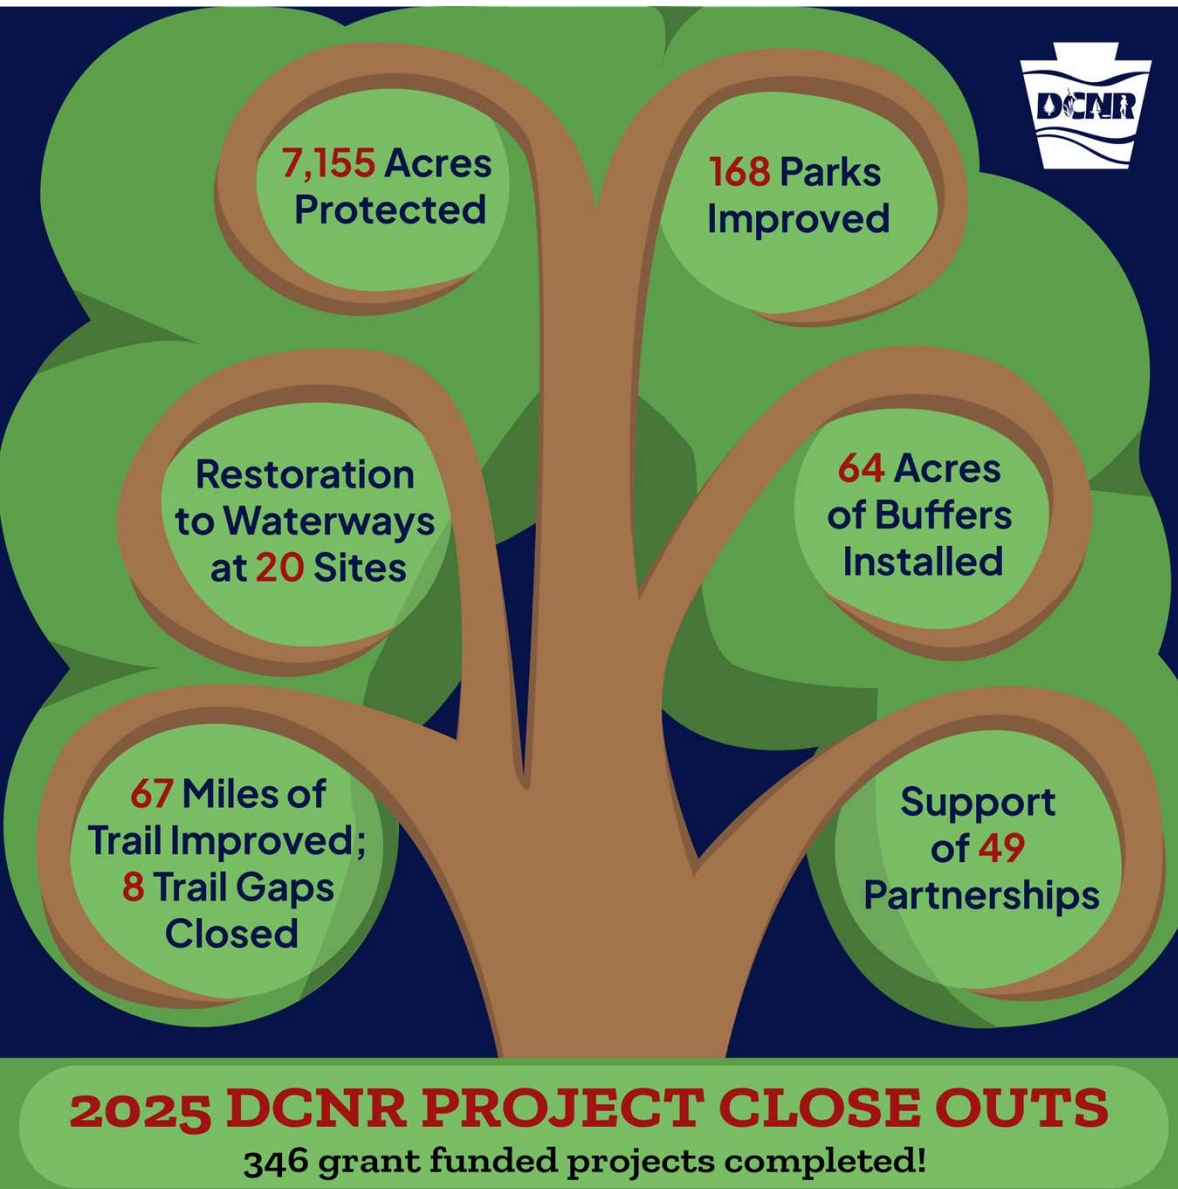 7,155 Acres
Protected
168 Parks
Improved
DCNR
Restoration
to Waterways
at 20 Sites
64 Acres
of Buffers
Installed
67 Miles of
Trail Improved;
8 Trail Gaps
Closed
Support
of 49
Partnerships
2025 DCNR PROJECT CLOSE OUTS
346 grant funded projects completed!